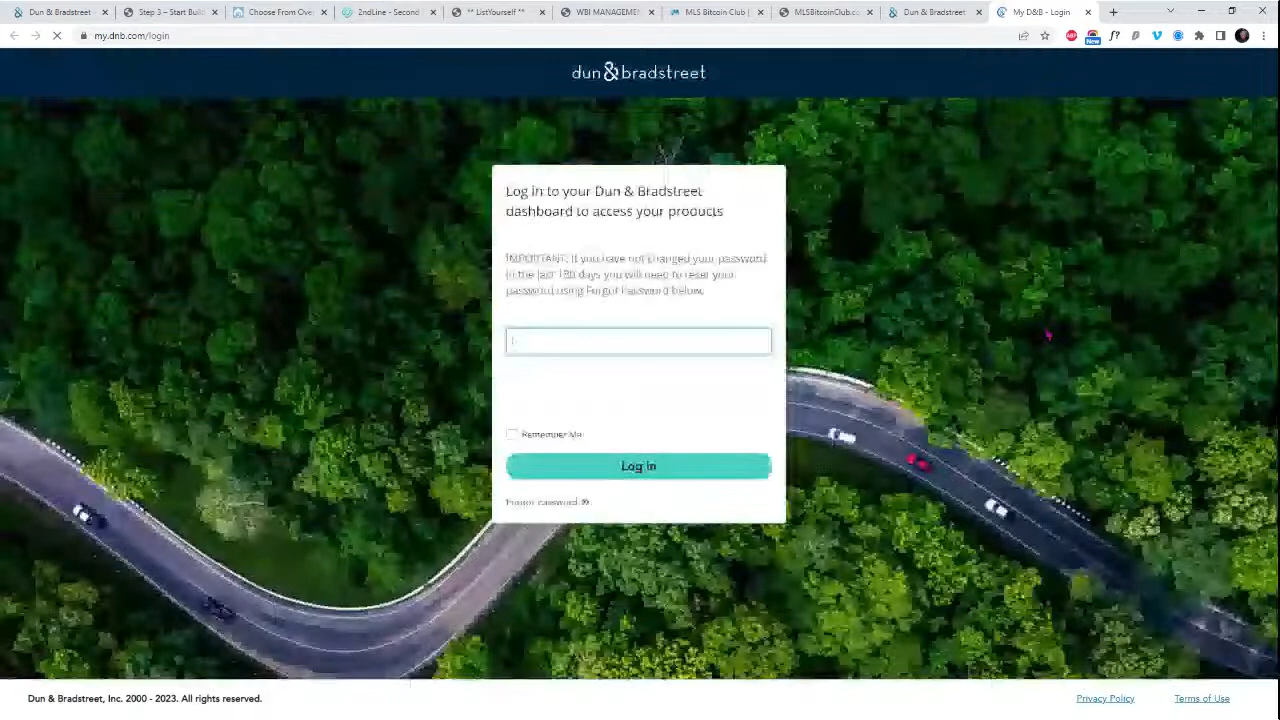 Dun & Bradstreet
Step 3 – Start Buil
Choose From Ove
2ndLine - Second
** ListYourself **
WBI MANAGEME
MLS Bitcoin Club |
MLSBitcoinClub.co
Dun & Bradstreet
My D&B - Login
my.dnb.com/login
ABP
New
f?
dun & bradstreet
Log in to your Dun & Bradstreet
dashboard to access your products
IMPORTANT: If you have not changed your password
in the last 180 days you will need to reset your
password using Forgot Password below.
Remember Me
Log In
Forgot password
Dun & Bradstreet, Inc. 2000 - 2023. All rights reserved.
Privacy Policy
Terms of Use